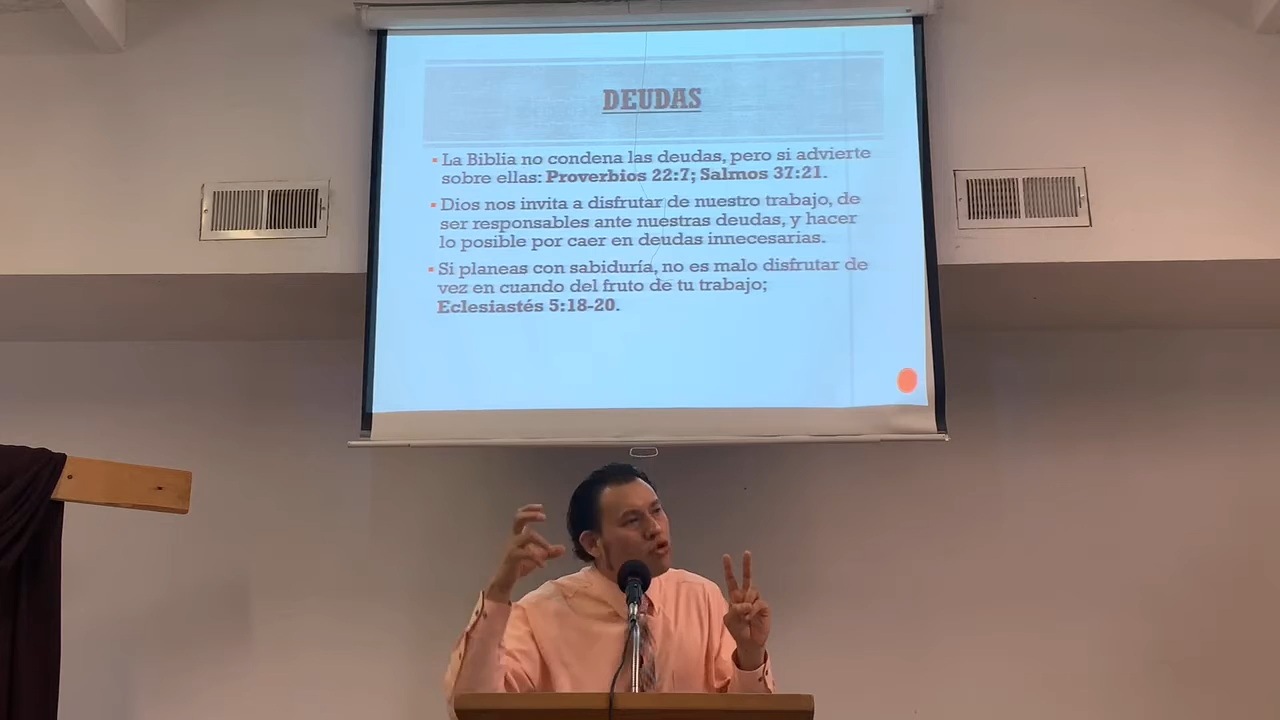 DEUDAS
La Biblia no condena las deudas, pero si advierte
sobre ellas: Proverbios 22:7; Salmos 37:21.
Dios nos invita a disfrutar de nuestro trabajo, de
ser responsables ante nuestras deudas, y hacer
lo posible por caer en deudas innecesarias.
Si planeas con sabiduría, no es malo disfrutar de
vez en cuando del fruto de tu trabajo;
Eclesiastés 5:18-20.